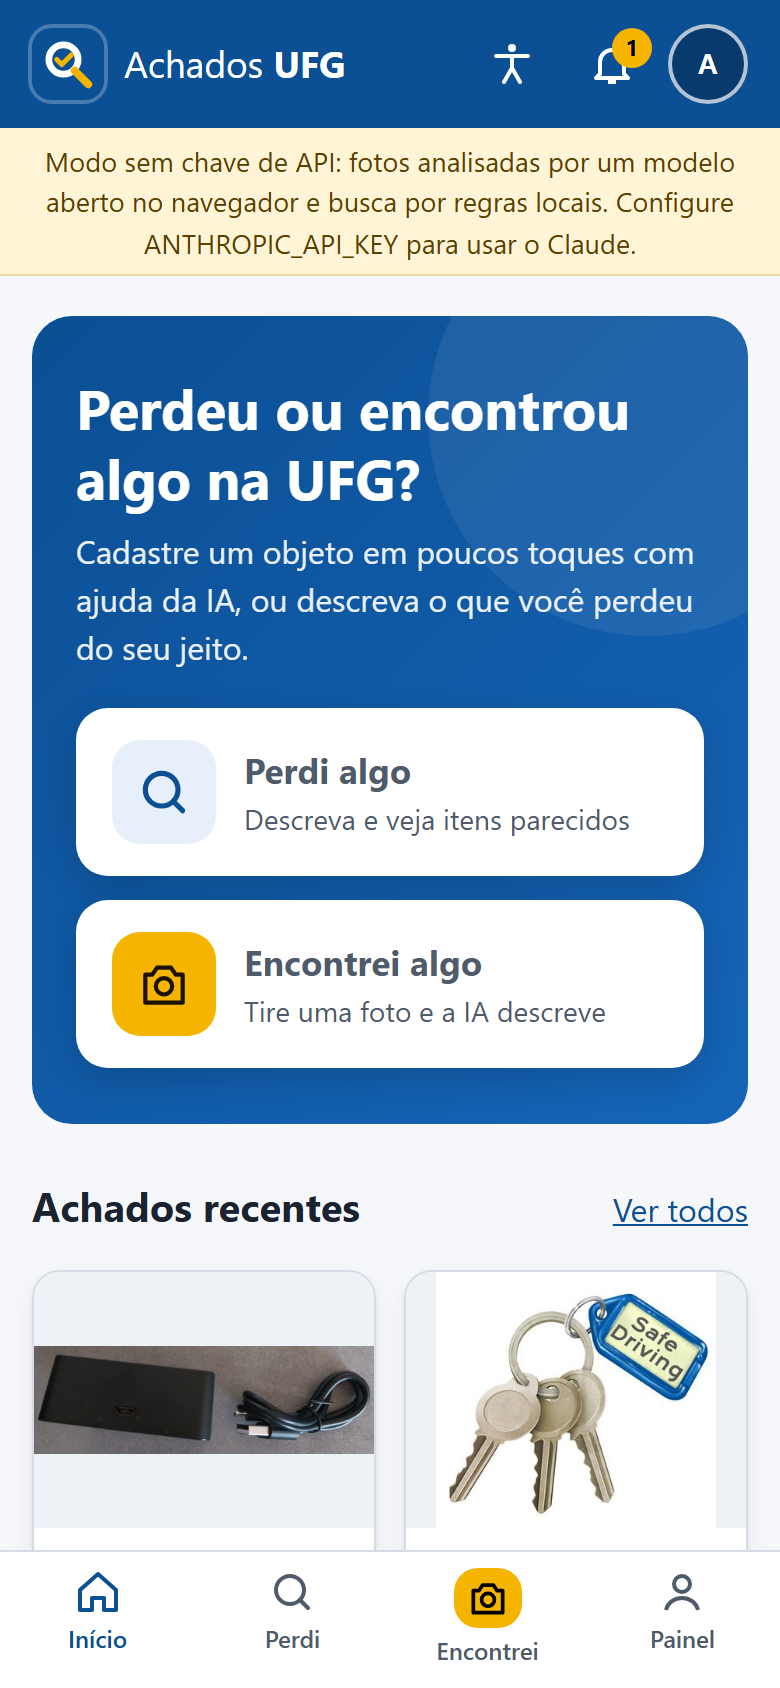 Achados UFG
1
A
Modo sem chave de API: fotos analisadas por um modelo
aberto no navegador e busca por regras locais. Configure
ANTHROPIC_API_KEY para usar o Claude.
Perdeu ou encontrou
algo na UFG?
Cadastre um objeto em poucos toques com
ajuda da IA, ou descreva o que você perdeu
do seu jeito.
Perdi algo
Descreva e veja itens parecidos
Encontrei algo
Tire uma foto e a IA descreve
Achados recentes
Ver todos
Safe
Driving
Início
Perdi
Encontrei
Painel